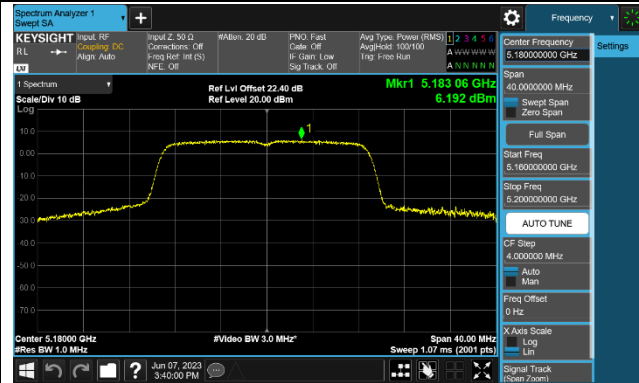 Spectrum Analyzer 1
Swept SA
Frequency
KEYSIGHT
RL
LXI
Input: RF
Coupling: DC
Align: Auto
Input Z: 50 Ω
Corrections: Off
Freq Ref: Int (S)
NFE: Off
#Atten: 20 dB
PNO: Fast
Gate: Off
IF Gain: Low
Sig Track: Off
Avg Type: Power (RMS)
Avg|Hold: 100/100
Trig: Free Run
1 2 3 4 5 6
A W W W W W
A N N N N N
1 Spectrum
Scale/Div 10 dB
Log
Ref Lvl Offset 22.40 dB
Ref Level 20.00 dBm
Mkr1 5.183 06 GHz
6.192 dBm
1
10.0
0.00
-10.0
-20.0
-30.0
-40.0
-50.0
-60.0
-70.0
Center 5.18000 GHz
#Res BW 1.0 MHz
#Video BW 3.0 MHz*
Span 40.00 MHz
Sweep 1.07 ms (2001 pts)
Jun 07, 2023
3:40:00 PM
Settings
Center Frequency
5.180000000 GHz
Span
40.0000000 MHz
Swept Span
Zero Span
Full Span
Start Freq
5.160000000 GHz
Stop Freq
5.200000000 GHz
AUTO TUNE
CF Step
4.000000 MHz
Auto
Man
Freq Offset
0 Hz
X Axis Scale
Log
Lin
Signal Track
(Span Zoom)